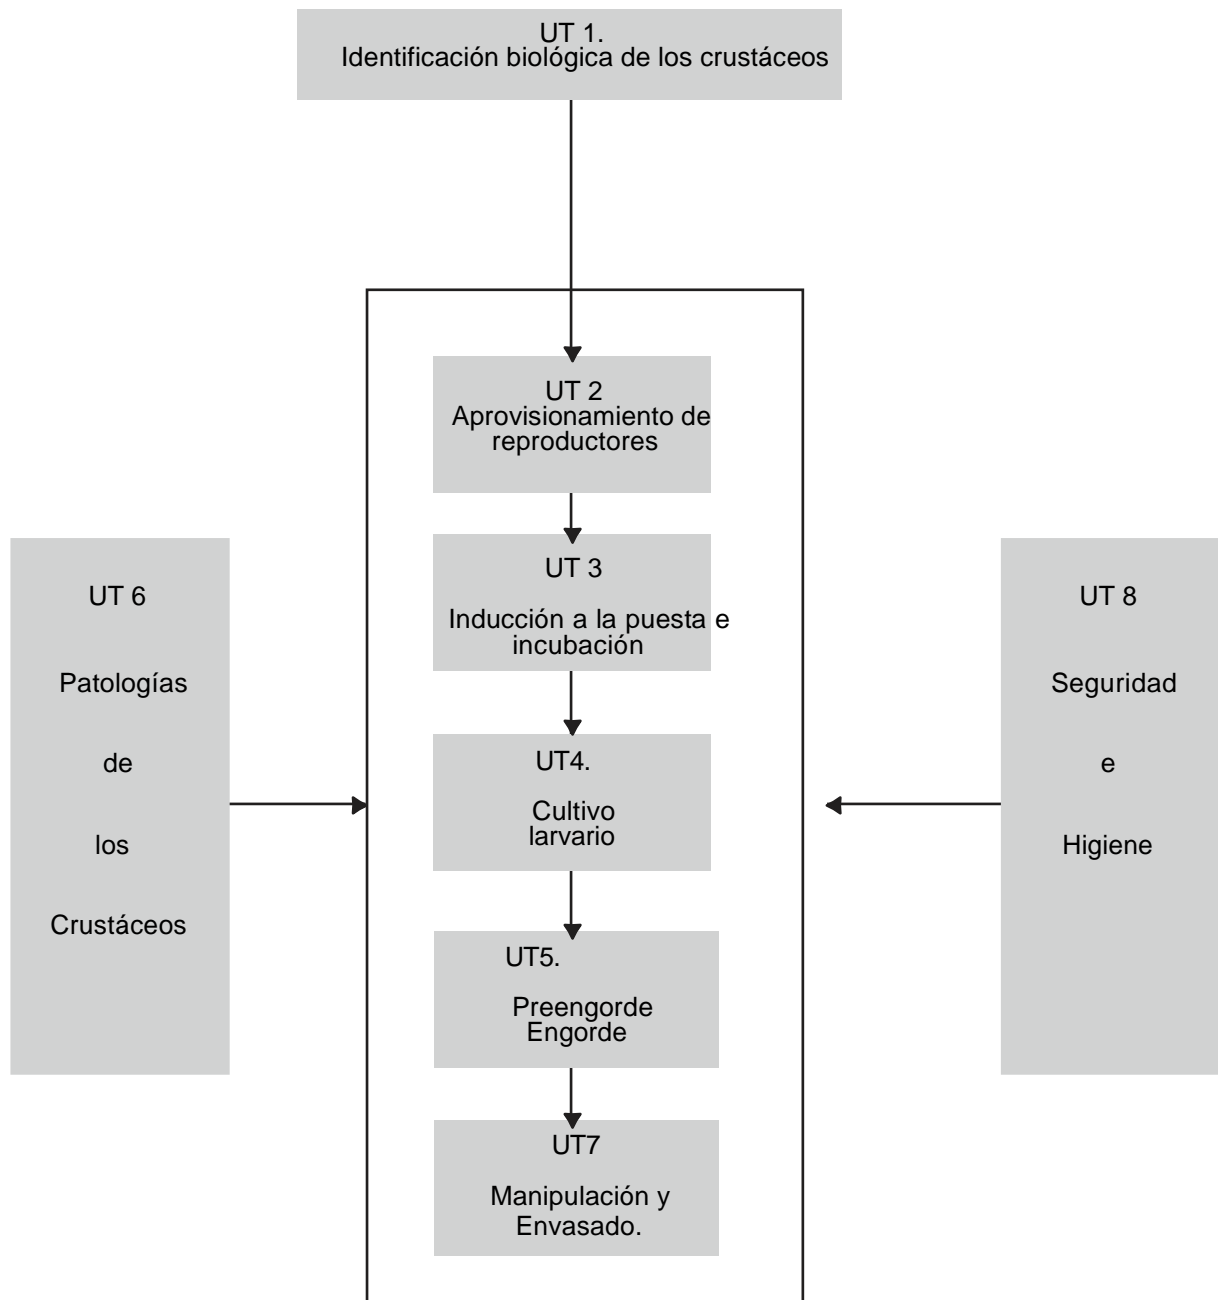 UT 1.
Identificación biológica de los crustáceos
UT 2
Aprovisionamiento de
reproductores
UT 3
Inducción a la puesta e
incubación
UT4.
Cultivo
larvario
UT5.
Preengorde
Engorde
UT7
Manipulación y
Envasado.
UT 6
Patologías
de
los
Crustáceos
UT 8
Seguridad
e
Higiene